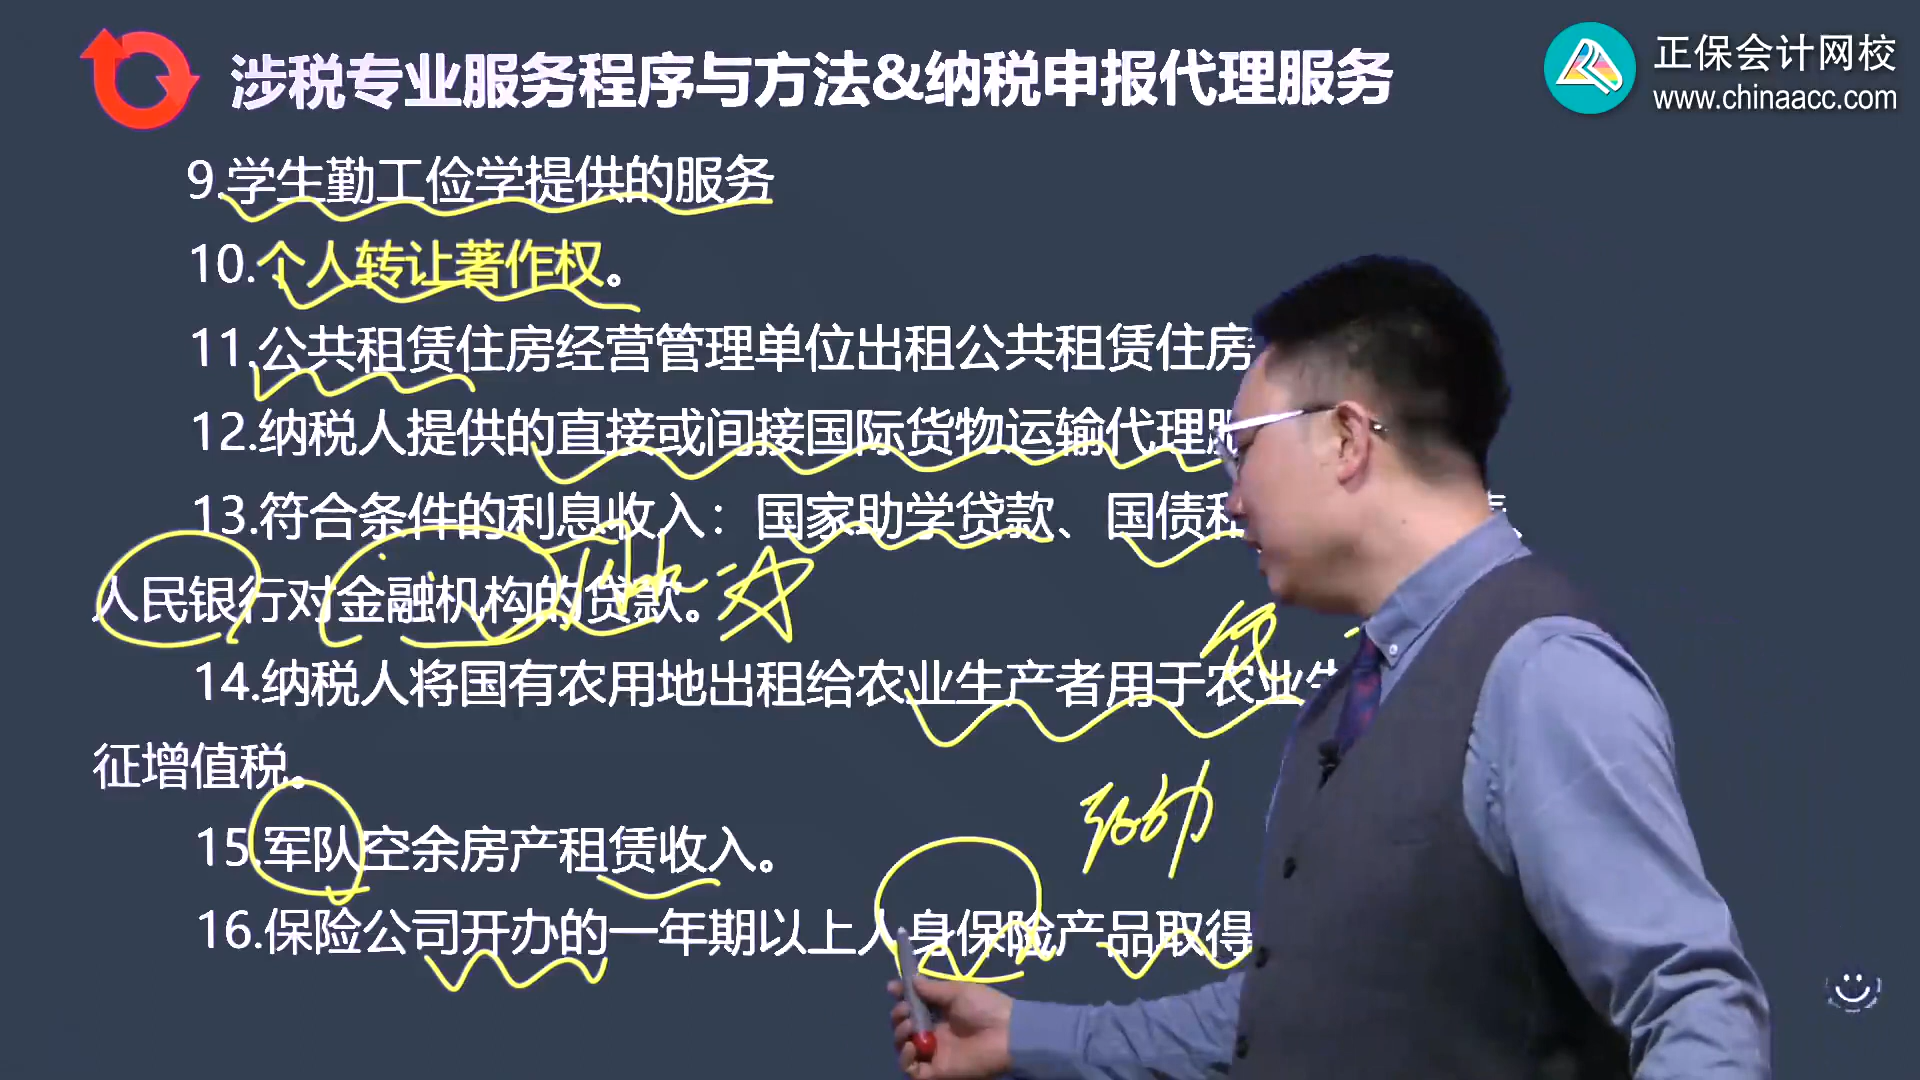 涉税专业服务程序与方法&纳税申报代理服务
正保会计网校
www.chinaacc.com
9.学生勤工俭学提供的服务
10.个人转让著作权。
11.公共租赁住房经营管理单位出租公共租赁住房
12.纳税人提供的直接或间接国际货物运输代理服
13.符合条件的利息收入：国家助学贷款、国债和
人民银行对金融机构的贷款。
14.纳税人将国有农用地出租给农业生产者用于农业生
征增值税。
15.军队空余房产租赁收入。
16.保险公司开办的一年期以上人身保险产品取得